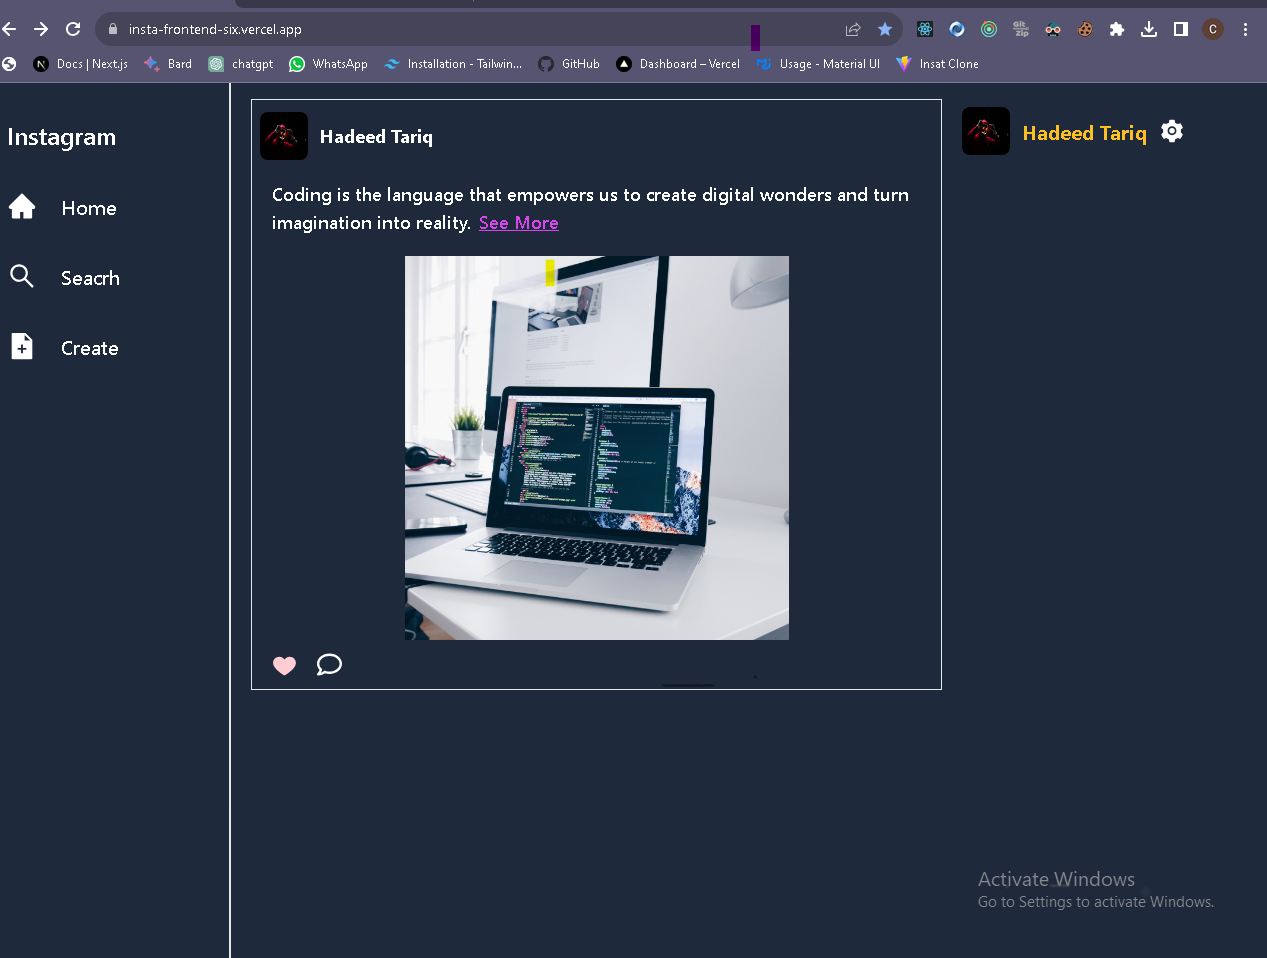 insta-frontend-six.vercel.app
Git
Zip
C
N Docs | Next.js Bard chatgpt WhatsApp Installation - Tailwin... GitHub Dashboard – Vercel Usage - Material UI Insat Clone
Instagram
Home
Seacrh
Create
Hadeed Tariq
Coding is the language that empowers us to create digital wonders and turn
imagination into reality. See More
Hadeed Tariq
Activate Windows
Go to Settings to activate Windows.